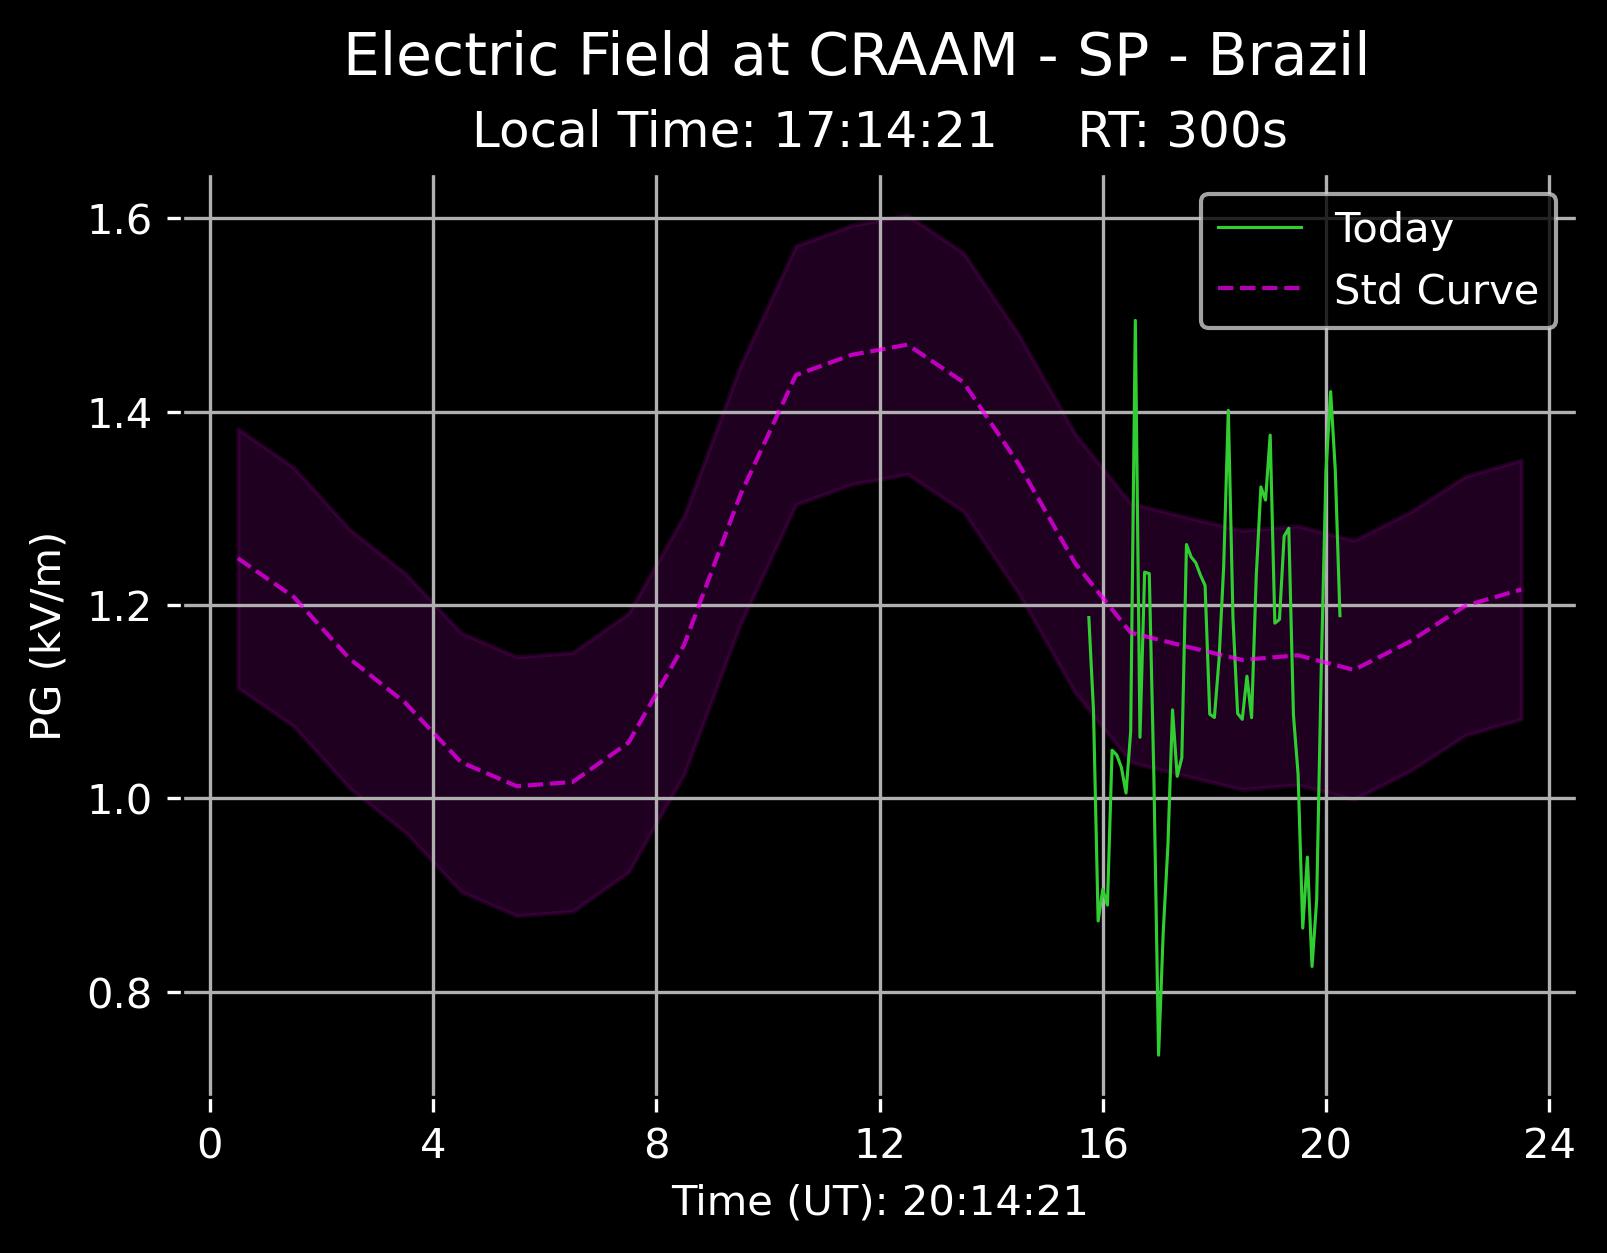 Electric Field at CRAAM - SP - Brazil
Local Time: 17:14:21 RT: 300s
Today
Std Curve
PG (kV/m)
1.6
1.4
1.2
1.0
0.8
0 4 8 12 16 20 24
Time (UT): 20:14:21